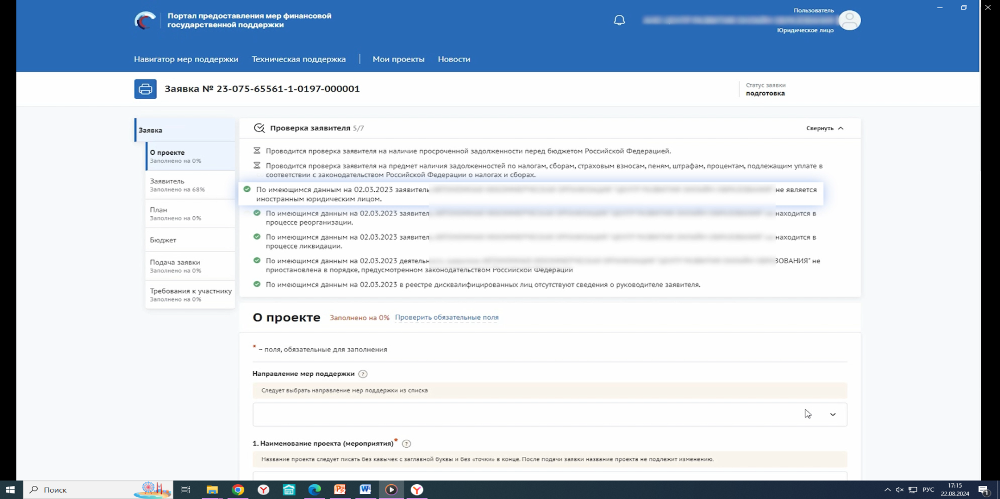 Портал предоставления мер финансовой
государственной поддержки
Пользователь
Юридическое лицо
Навигатор мер поддержки Техническая поддержка Мои проекты Новости
Заявка № 23-075-65561-1-0197-000001
Статус заявки
подготовка
Заявка
О проекте
Заполнено на 0%
Заявитель
Заполнено на 68%
План
Заполнено на 0%
Бюджет
Подача заявки
Заполнено на 0%
Требования к участнику
Заполнено на 0%
Проверка заявителя 5/7
Свернуть
Проводится проверка заявителя на наличие просроченной задолженности перед бюджетом Российской Федерацией.
Проводится проверка заявителя на предмет наличия задолженностей по налогам, сборам, страховым взносам, пеням, штрафам, процентам, подлежащим уплате в
соответствии с законодательством Российской Федерации о налогах и сборах.
По имеющимся данным на 02.03.2023 заявитель не является
иностранным юридическим лицом.
По имеющимся данным на 02.03.2023 заявител находится в
процессе реорганизации.
По имеющимся данным на 02.03.2023 заявител находится в
процессе ликвидации.
По имеющимся данным на 02.03.2023 деятельн ЗОВАНИЯ" не
приостановлена в порядке, предусмотренном законодательством Российской Федерации
По имеющимся данным на 02.03.2023 в реестре дисквалифицированных лиц отсутствуют сведения о руководителе заявителя.
О проекте Заполнено на 0% Проверить обязательные поля
* – поля, обязательные для заполнения
Направление мер поддержки ?
Следует выбрать направление мер поддержки из списка
1. Наименование проекта (мероприятия)* ?
Название проекта следует писать без кавычек с заглавной буквы и без «точки» в конце. После подачи заявки название проекта не подлежит изменению.
Поиск
РУС
17:15
22.08.2024
1